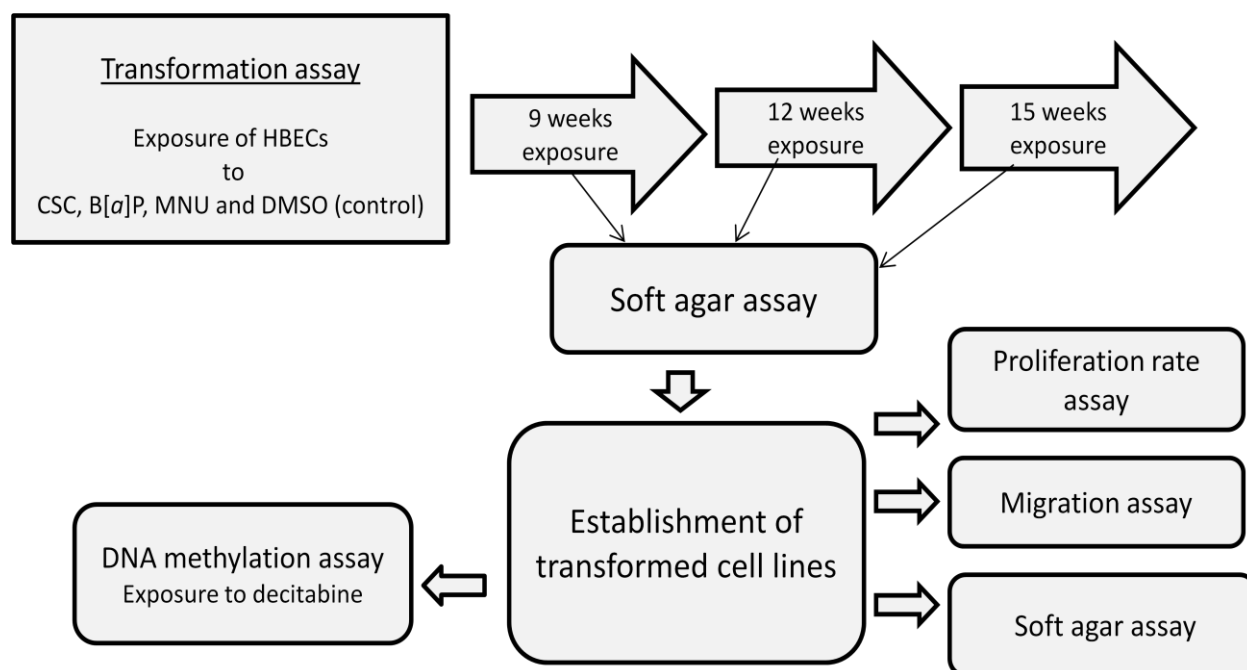 Transformation assay
Exposure of HBECs
to
CSC, B[a]P, MNU and DMSO (control)
9 weeks
exposure
12 weeks
exposure
15 weeks
exposure
Soft agar assay
Proliferation rate
assay
Establishment of
transformed cell lines
Migration assay
DNA methylation assay
Exposure to decitabine
Soft agar assay